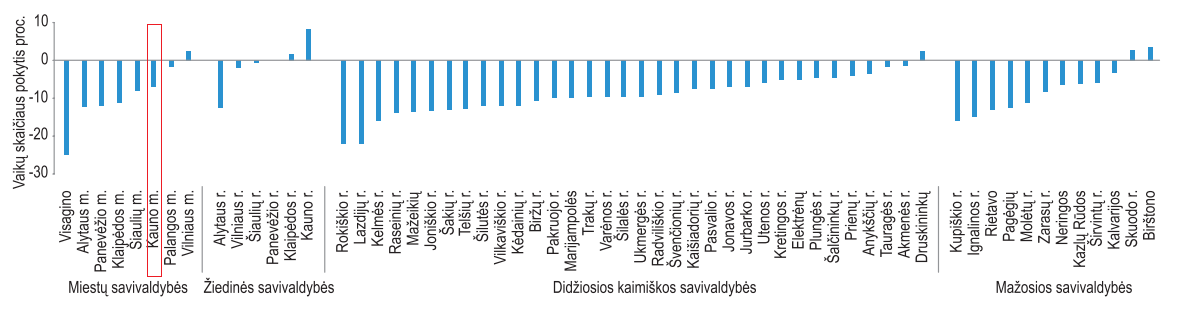 Vaikų skaičiaus pokytis proc.
10
0
-10
-20
-30
Visagino
Alytaus m.
Panevėžio m.
Klaipėdos m.
Šiaulių m.
Kauno m.
Palangos m.
Vilniaus m.
Alytaus r.
Vilniaus r.
Šiaulių r.
Panevėžio r.
Klaipėdos r.
Kauno r.
Rokiškio r.
Lazdijų r.
Kelmės r.
Raseinių r.
Mažeikių
Joniškio r.
Šakių r.
Telšių r.
Šilutės r.
Vilkaviškio r.
Kėdainių r.
Biržų r.
Pakruojo r.
Marijampolės
Trakų r.
Varėnos r.
Šilalės r.
Ukmergės r.
Radviliškio r.
Švenčionių r.
Kaišiadorių r.
Pasvalio r.
Jonavos r.
Jurbarko r.
Utenos r.
Kretingos r.
Elektrėnų
Plungės r.
Šalčininkų r.
Prienų r.
Anykščių r.
Tauragės r.
Akmenės r.
Druskininkų
Kupiškio r.
Ignalinos r.
Rietavo
Pagėgių
Molėtų r.
Zarasų r.
Neringos
Kazlų Rūdos
Širvintų r.
Kalvarijos
Skuodo r.
Birštono
Miestų savivaldybės
Žiedinės savivaldybės
Didžiosios kaimiškos savivaldybės
Mažosios savivaldybės